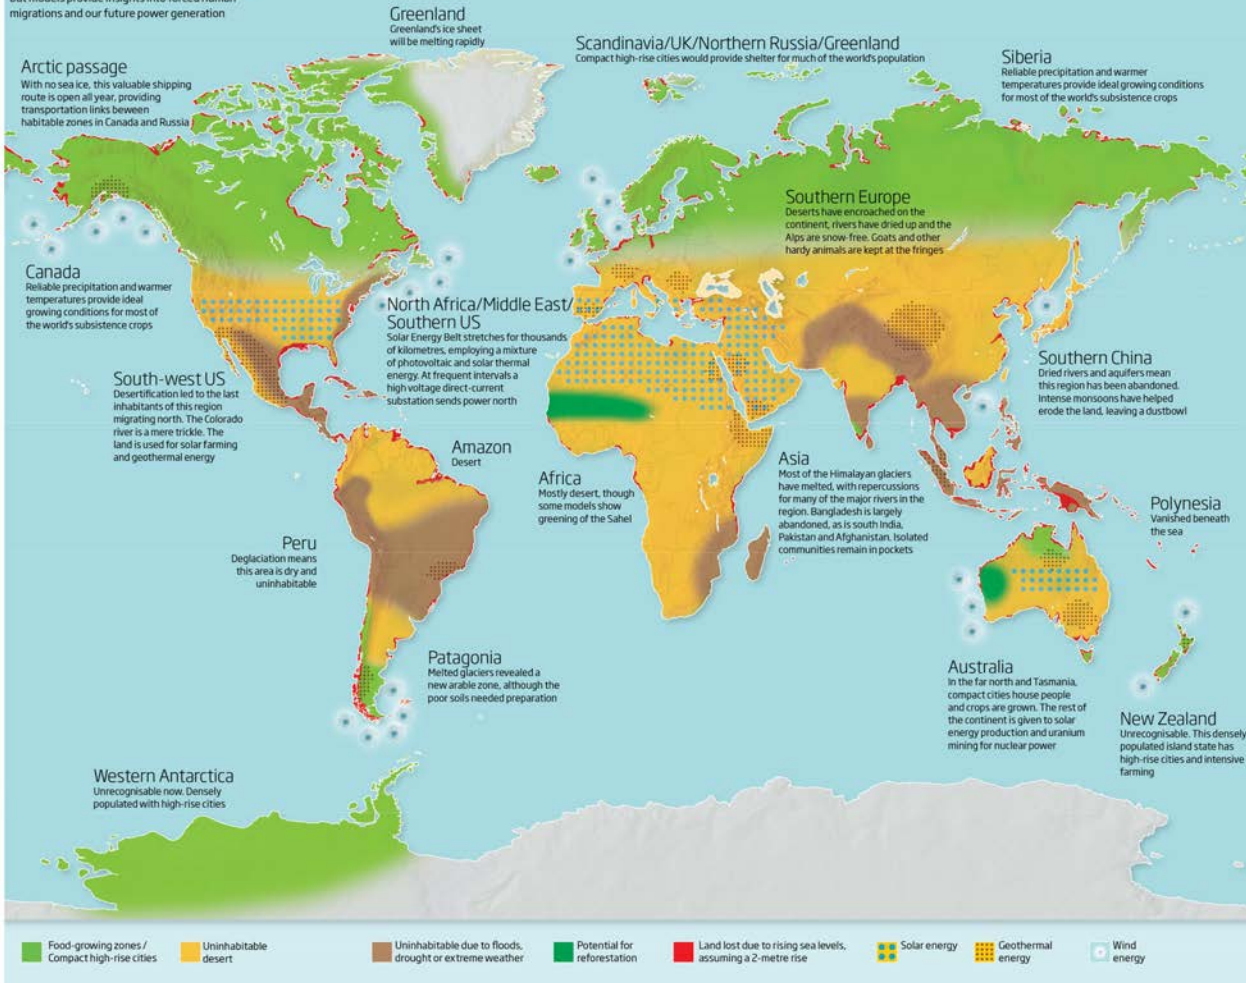 but models provide insights into forced human
migrations and our future power generation
Greenland
Greenland's ice sheet
will be melting rapidly
Scandinavia/UK/Northern Russia/Greenland
Compact high-rise cities would provide shelter for much of the world's population
Siberia
Reliable precipitation and warmer
temperatures provide ideal growing conditions
for most of the world's subsistence crops
Arctic passage
With no sea ice, this valuable shipping
route is open all year, providing
transportation links beween
habitable zones in Canada and Russia
Southern Europe
Deserts have encroached on the
continent, rivers have dried up and the
Alps are snow-free. Goats and other
hardy animals are kept at the fringes
Canada
Reliable precipitation and warmer
temperatures provide ideal
growing conditions for most of
the world's subsistence crops
North Africa/Middle East/
Southern US
Solar Energy Belt stretches for thousands
of kilometres, employing a mixture
of photovoltaic and solar thermal
energy. At frequent intervals a
high voltage direct-current
substation sends power north
Southern China
Dried rivers and aquifers mean
this region has been abandoned.
Intense monsoons have helped
erode the land, leaving a dustbowl
South-west US
Desertification led to the last
inhabitants of this region
migrating north. The Colorado
river is a mere trickle. The
land is used for solar farming
and geothermal energy
Amazon
Desert
Africa
Mostly desert, though
some models show
greening of the Sahel
Asia
Most of the Himalayan glaciers
have melted, with repercussions
for many of the major rivers in the
region. Bangladesh is largely
abandoned, as is south India,
Pakistan and Afghanistan. Isolated
communities remain in pockets
Polynesia
Vanished beneath
the sea
Peru
Deglaciation means
this area is dry and
uninhabitable
Patagonia
Melted glaciers revealed a
new arable zone, although the
poor soils needed preparation
Australia
In the far north and Tasmania,
compact cities house people
and crops are grown. The rest of
the continent is given to solar
energy production and uranium
mining for nuclear power
New Zealand
Unrecognisable. This densely
populated island state has
high-rise cities and intensive
farming
Western Antarctica
Unrecognisable now. Densely
populated with high-rise cities
Food-growing zones /
Compact high-rise cities
Uninhabitable
desert
Uninhabitable due to floods,
drought or extreme weather
Potential for
reforestation
Land lost due to rising sea levels,
assuming a 2-metre rise
Solar energy
Geothermal
energy
Wind
energy